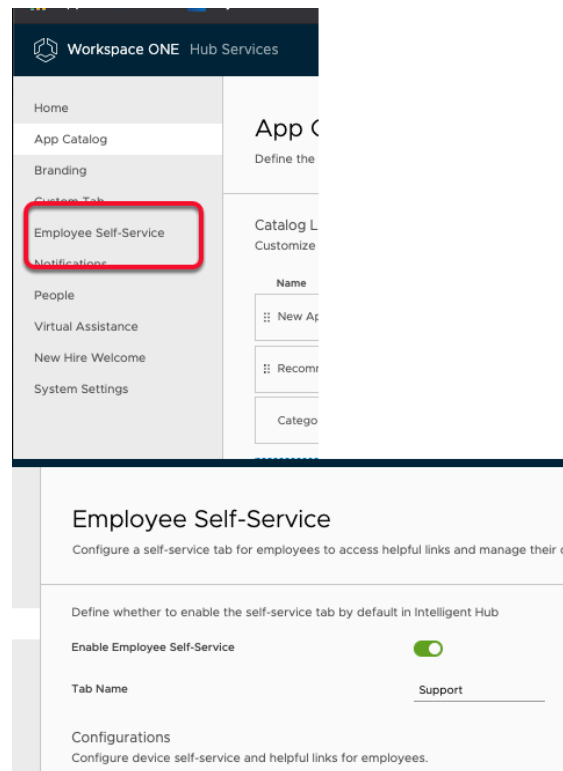 Workspace ONE Hub Services
Home
App Catalog
App
Define the
Branding
Custom Tab
Employee Self-Service
Catalog
Customize
Notifications
Name
People
New
Virtual Assistance
New Hire Welcome
System Settings
Employee Self-Service
Configure a self-service tab for employees to access helpful links and manage their
Define whether to enable the self-service tab by default in Intelligent Hub
Enable Employee Self-Service
Tab Name
Support
Configurations
Configure device self-service and helpful links for employees.